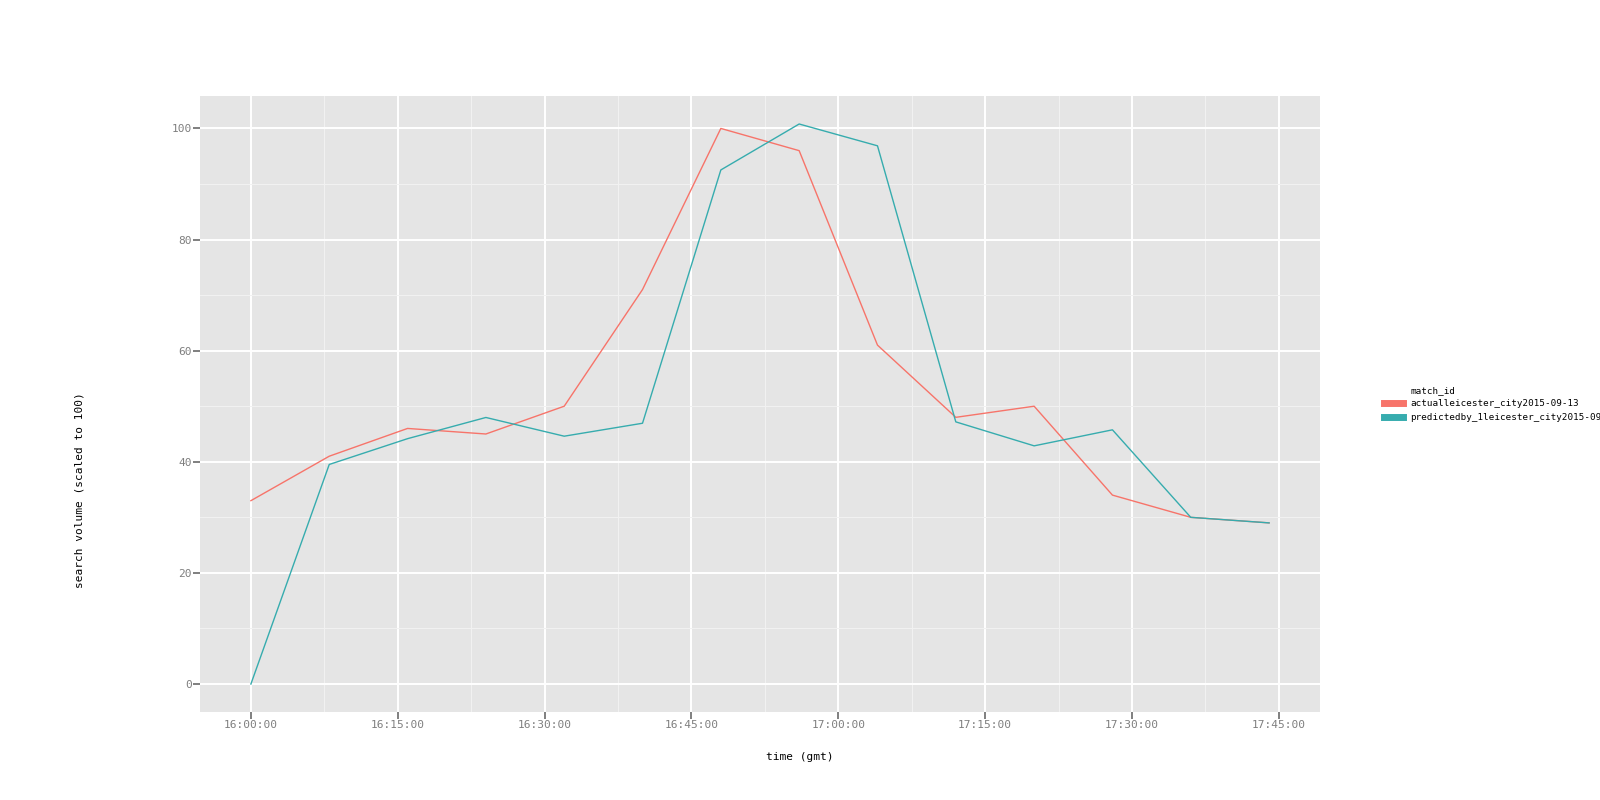 100
80
60
40
20
0
search volume (scaled to 100)
16:00:00 16:15:00 16:30:00 16:45:00 17:00:00 17:15:00 17:30:00 17:45:00
time (gmt)
match_id
actualleicester_city2015-09-13
predictedby_1leicester_city2015-09